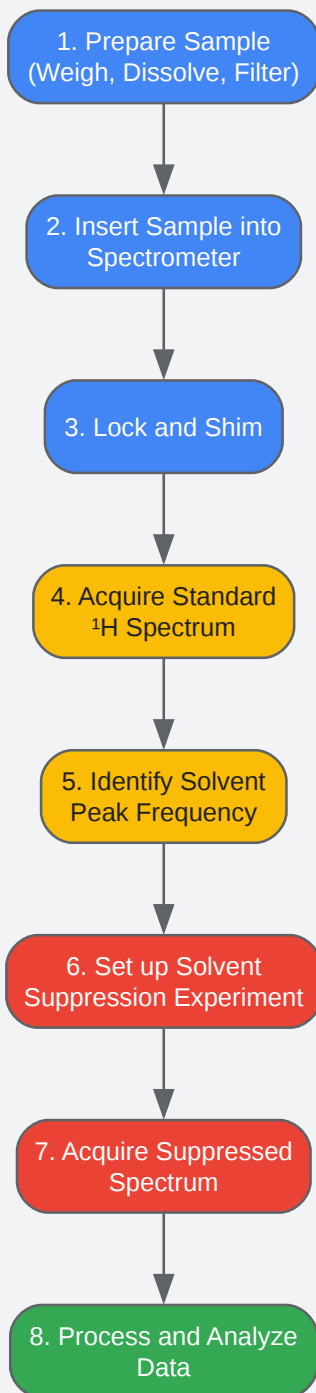 1. Prepare Sample
(Weigh, Dissolve, Filter)
2. Insert Sample into
Spectrometer
3. Lock and Shim
4. Acquire Standard
¹H Spectrum
5. Identify Solvent
Peak Frequency
6. Set up Solvent
Suppression Experiment
7. Acquire Suppressed
Spectrum
8. Process and Analyze
Data